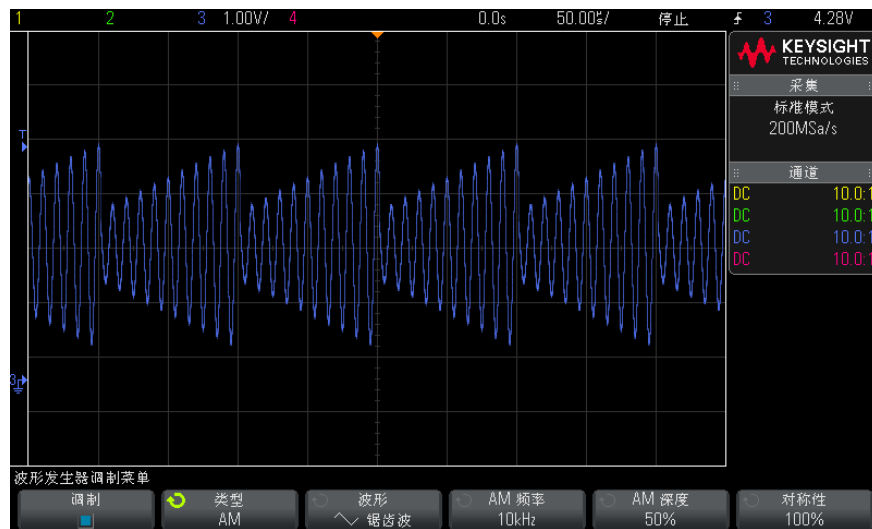 1 2 3 1.00V/ 4 0.0s 50.00㎲/ 停止 3 4.28V
KEYSIGHT
TECHNOLOGIES
采集
标准模式
200MSa/s
通道
DC 10.0:1
DC 10.0:1
DC 10.0:1
DC 10.0:1
T
3
波形发生器调制菜单
调制 类型 波形 AM 频率 AM 深度 对称性
AM 锯齿波 10kHz 50% 100%